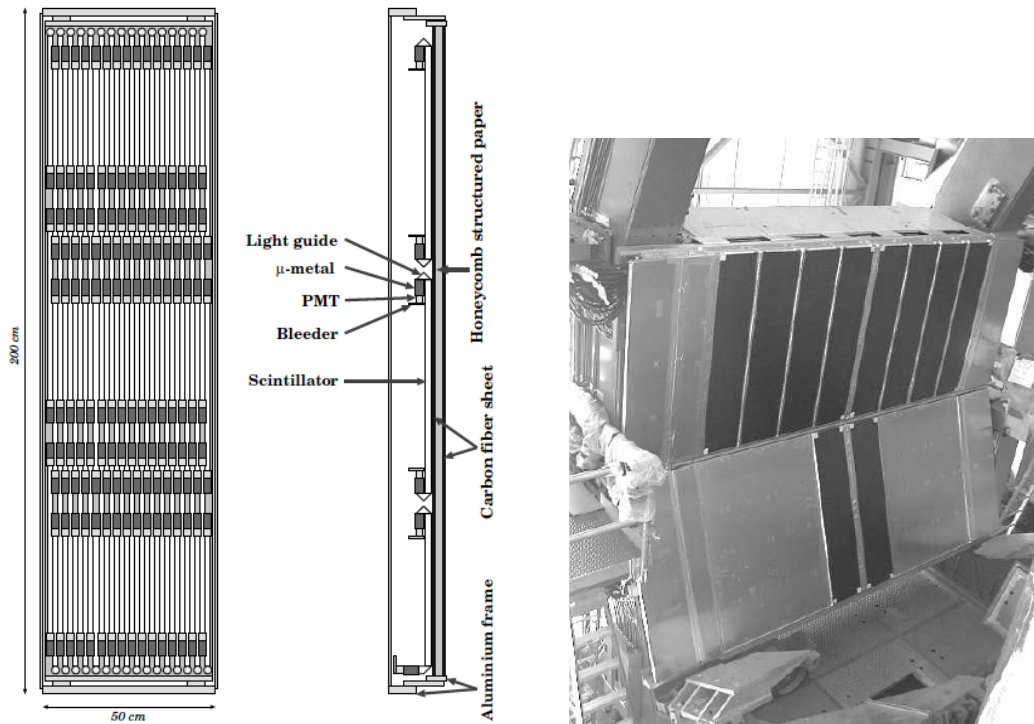 200 cm
50 cm
Light guide
μ-metal
PMT
Bleeder
Scintillator
Honeycomb structured paper
Carbon fiber sheet
Aluminium frame